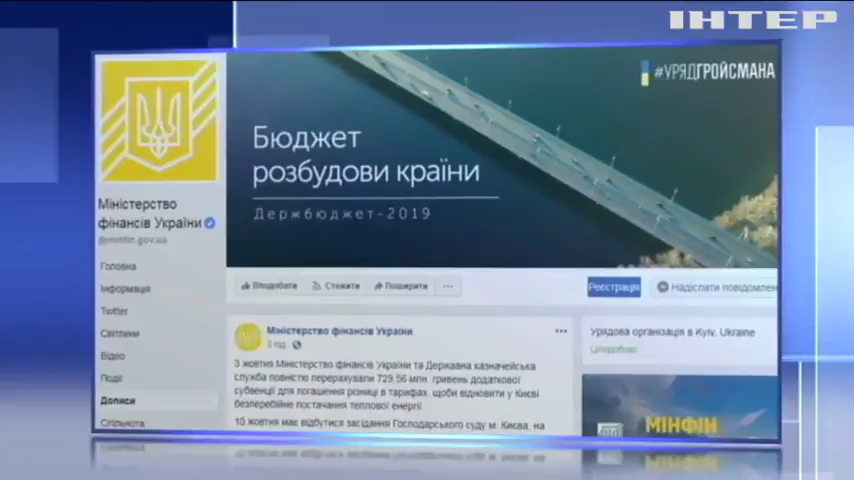 ІНТЕР
#УРЯДГРОЙСМАНА
Бюджет
розбудови країни
Держбюджет-2019
Міністерство
фінансів України
@minfin.gov.ua
Головна
Інформація
Twitter
Світлини
Відео
Події
Дописи
Спільнота
Вподобати
Стежити
Поширити
Реєстрація
Надіслати повідомлен
Міністерство фінансів України
3 год
3 жовтня Міністерство фінансів України та Державна казначейська
служба повністю перерахували 729,56 млн гривень додаткової
субвенції для погашення різниці в тарифах, щоби відновити у Києві
безперебійне постачання теплової енергії
10 жовтня має відбутися засідання Господарського суду м. Києва, на
Урядова організація в Kyiv, Ukraine
Цілодобово
МІНФІН